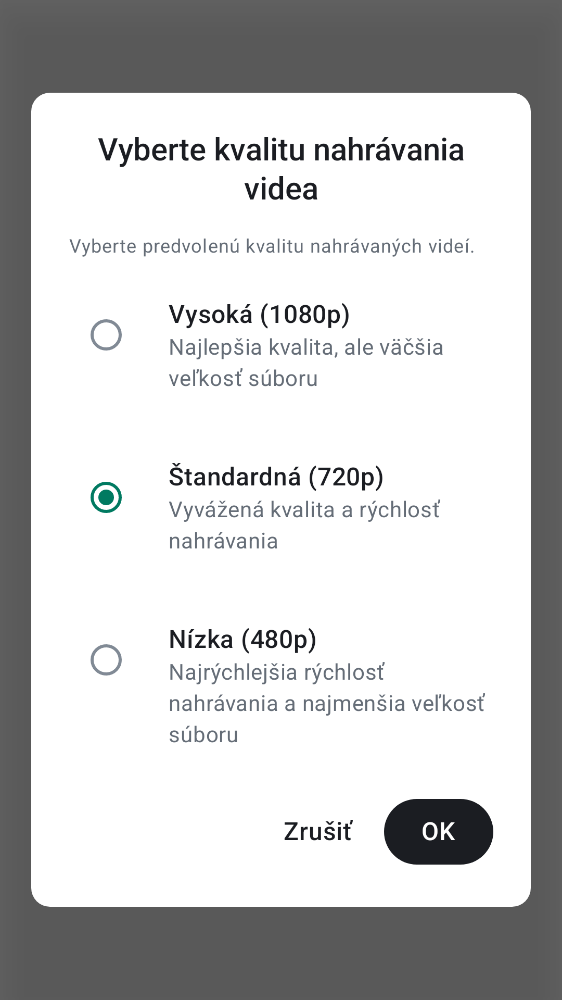 Vyberte kvalitu nahrávania
videa
Vyberte predvolenú kvalitu nahrávaných videí.
Vysoká (1080p)
Najlepšia kvalita, ale väčšia
veľkosť súboru
Štandardná (720p)
Vyvážená kvalita a rýchlosť
nahrávania
Nízka (480p)
Najrýchlejšia rýchlosť
nahrávania a najmenšia veľkosť
súboru
Zrušiť
OK